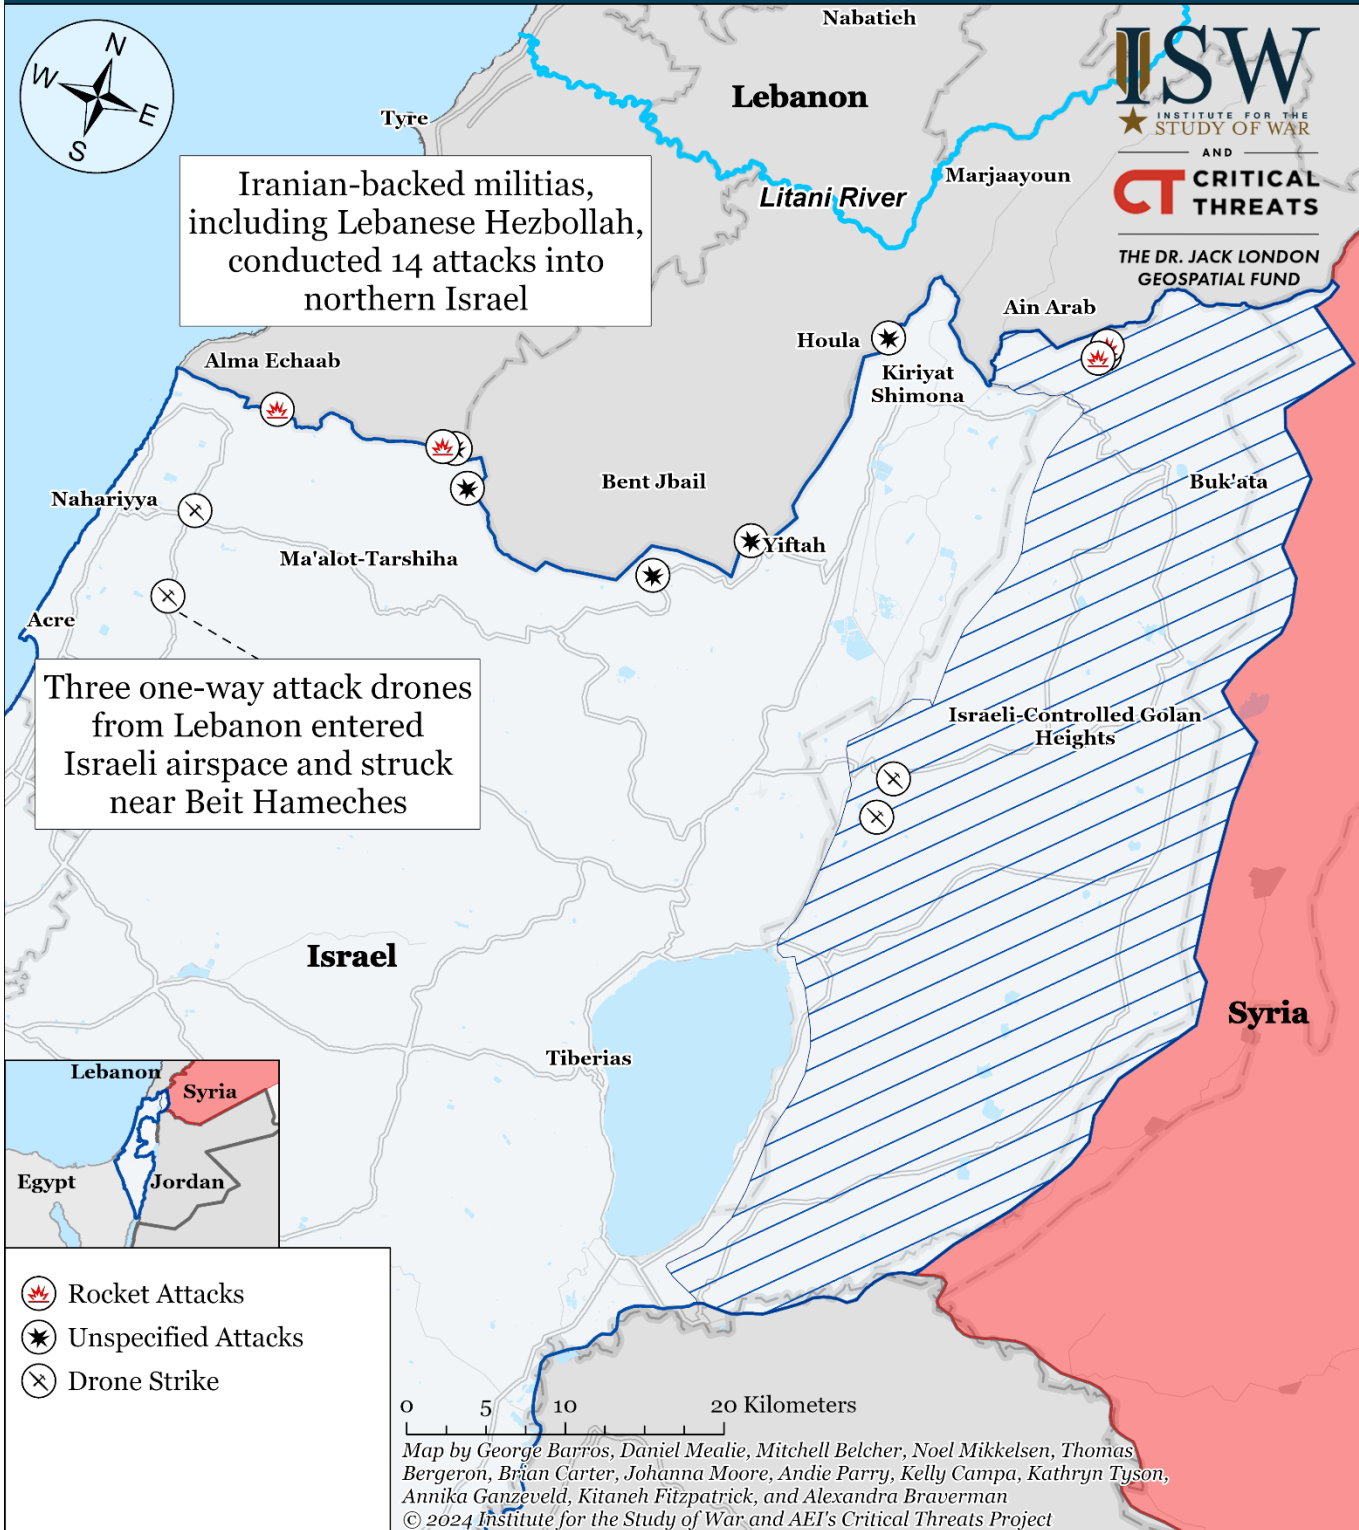 N
W
E
S
Nabatich
Lebanon
ISW
INSTITUTE FOR THE
STUDY OF WAR
AND
CT CRITICAL
THREATS
THE DR. JACK LONDON
GEOSPATIAL FUND
Tyre
Iranian-backed militias,
including Lebanese Hezbollah,
conducted 14 attacks into
northern Israel
Marjaayoun
Litani River
Ain Arab
Houla
Kiriyat
Shimona
Alma Echaab
Bent Jbail
Buk'ata
Nahariyya
Yiftah
Ma'alot-Tarshiha
Acre
Three one-way attack drones
from Lebanon entered
Israeli airspace and struck
near Beit Hameches
Israeli-Controlled Golan
Heights
Israel
Syria
Tiberias
Lebanon
Syria
Egypt
Jordan
Rocket Attacks
Unspecified Attacks
Drone Strike
0 5 10 20 Kilometers
Map by George Barros, Daniel Mealie, Mitchell Belcher, Noel Mikkelsen, Thomas
Bergeron, Brian Carter, Johanna Moore, Andie Parry, Kelly Campa, Kathryn Tyson,
Annika Ganzeveld, Kitaneh Fitzpatrick, and Alexandra Braverman
© 2024 Institute for the Study of War and AEI's Critical Threats Project